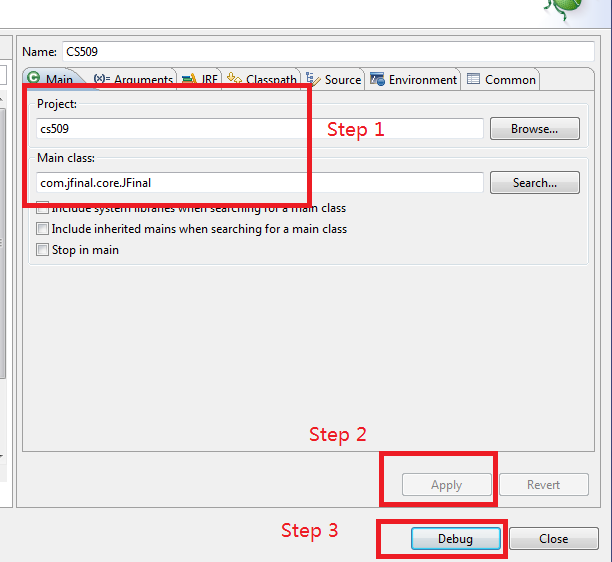 Name: CS509
Main (x)= Arguments JRE Classpath Source Environment Common
Project:
cs509 Browse...
Step 1
Main class:
com.jfinal.core.JFinal Search...
Include system libraries when searching for a main class
Include inherited mains when searching for a main class
Stop in main
Step 2
Apply Revert
Step 3
Debug Close